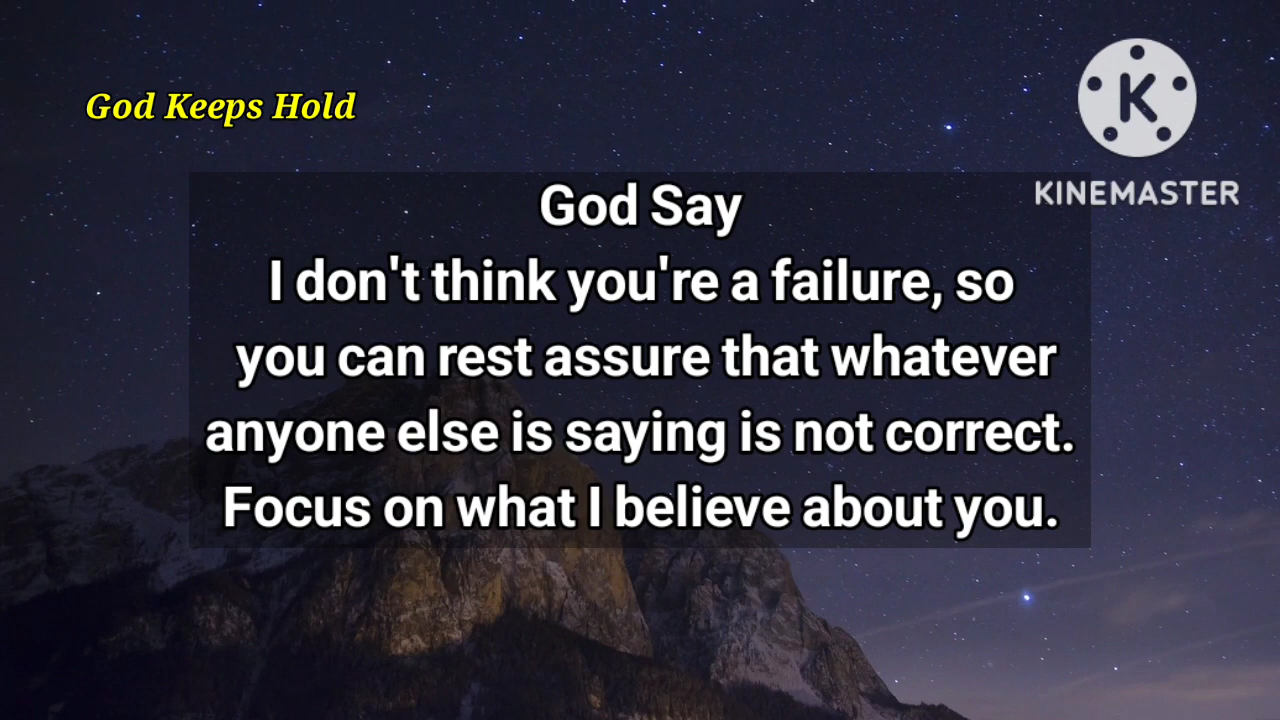 God Keeps Hold
K
KINEMASTER
God Say
I don't think you're a failure, so
you can rest assure that whatever
anyone else is saying is not correct.
Focus on what I believe about you.